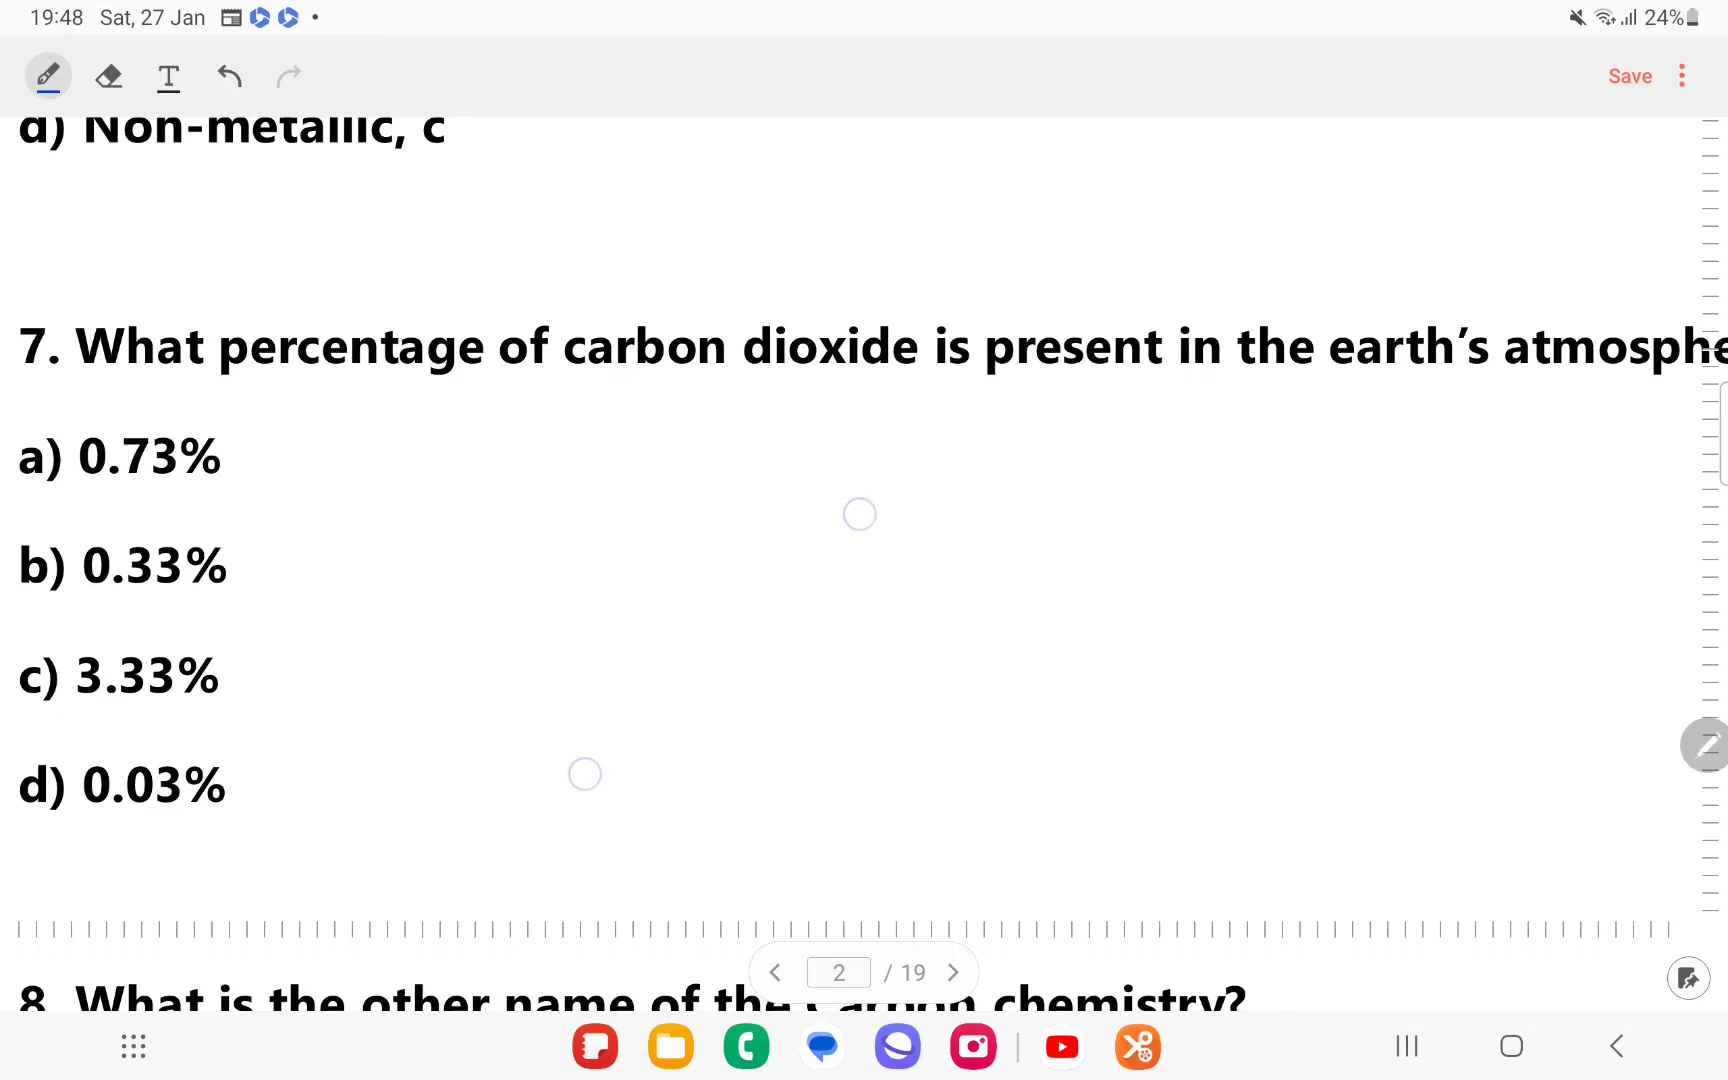 19:48 Sat, 27 Jan 24%
T Save
d) Non-metallic, c
7. What percentage of carbon dioxide is present in the earth’s atmosphe
a) 0.73%
b) 0.33%
c) 3.33%
d) 0.03%
2 / 19
8. What is the other name of the Carbon chemistry?